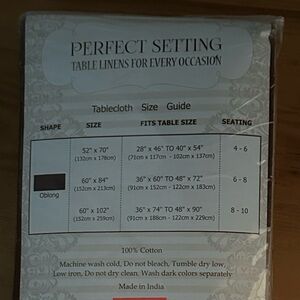 PERFECT SETTING
TABLE LINENS FOR EVERY OCCASION
Tablecloth Size Guide
SHAPE SIZE FITS TABLE SIZE SEATING
52" x 70" 28" x 46" TO 40" x 54" 4 - 6
(132cm x 178cm) (71cm x 117cm - 102cm x 137cm)
60" x 84" 36" x 60" TO 48" x 72" 6 - 8
(152cm x 213cm) (91cm x 152cm - 122cm x 183cm)
Oblong
60" x 102" 36" x 74" TO 48" x 90" 8 - 10
(152cm x 259cm) (91cm x 188cm - 122cm x 229cm)
100% Cotton
Machine wash cold, Do not bleach, Tumble dry low,
Low iron, Do not dry clean, Wash dark colors separately
Made in India